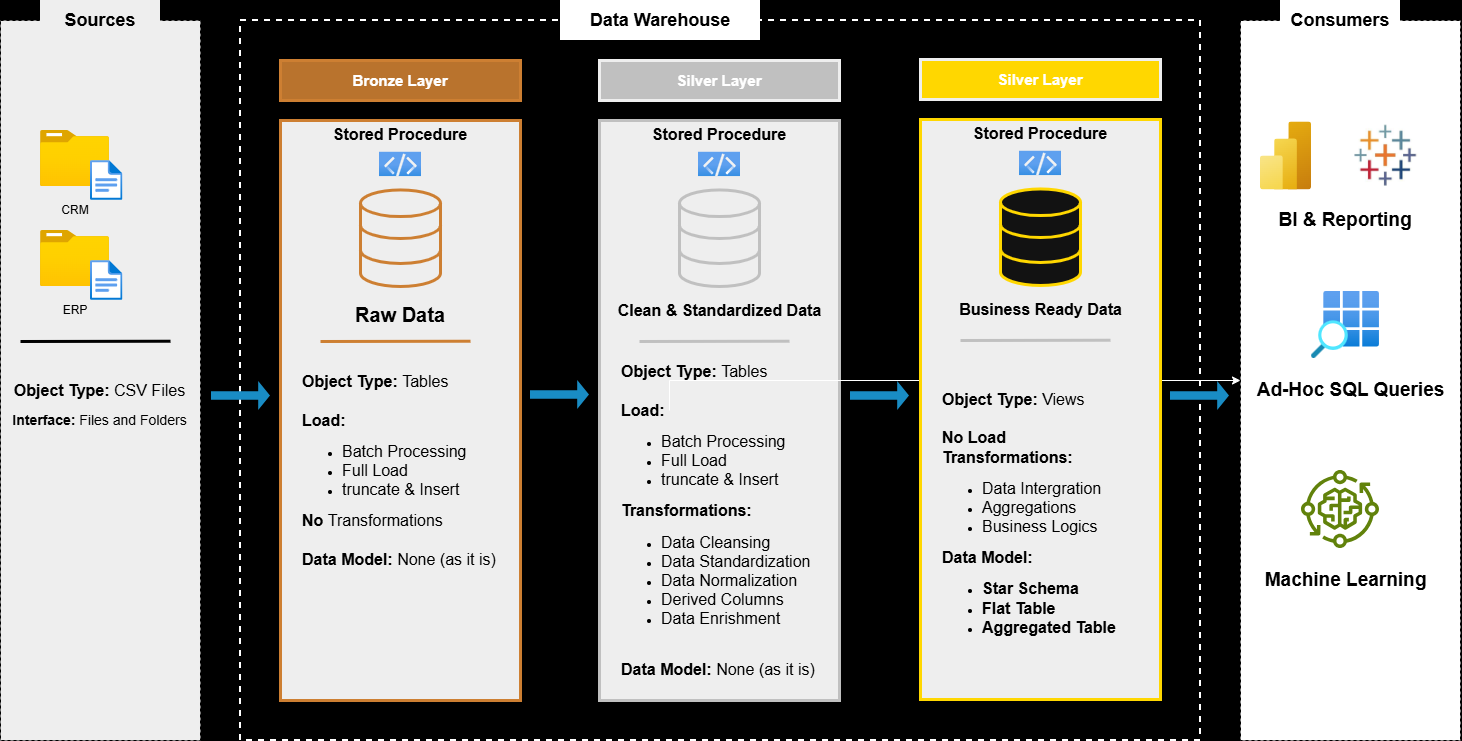 Sources
CRM
ERP
Object Type: CSV Files
Interface: Files and Folders
Data Warehouse
Bronze Layer
Stored Procedure
</>
Raw Data
Object Type: Tables
Load:
Batch Processing
Full Load
truncate & Insert
No Transformations
Data Model: None (as it is)
Silver Layer
Stored Procedure
</>
Clean & Standardized Data
Object Type: Tables
Load:
Batch Processing
Full Load
truncate & Insert
Transformations:
Data Cleansing
Data Standardization
Data Normalization
Derived Columns
Data Enrishment
Data Model: None (as it is)
Silver Layer
Stored Procedure
</>
Business Ready Data
Object Type: Views
No Load
Transformations:
Data Intergration
Aggregations
Business Logics
Data Model:
Star Schema
Flat Table
Aggregated Table
Consumers
BI & Reporting
Ad-Hoc SQL Queries
Machine Learning